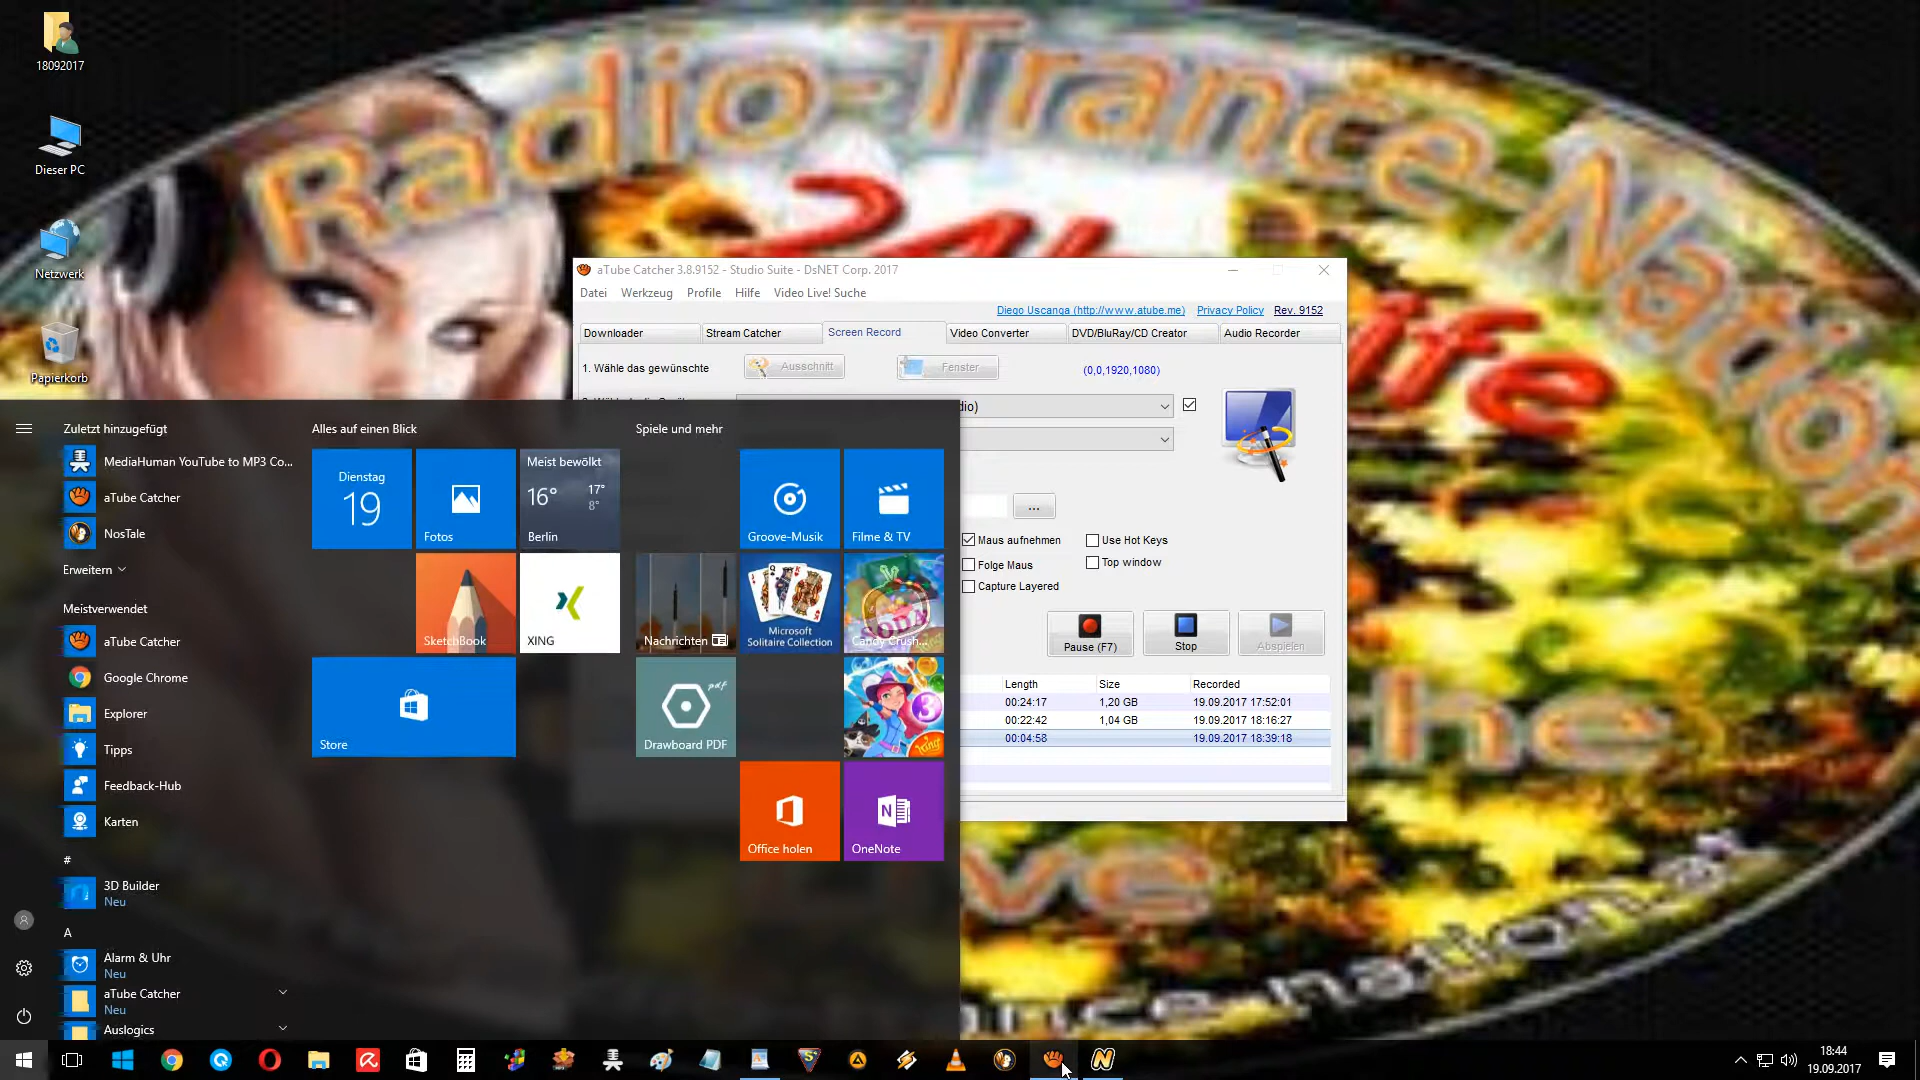 18092017
Dieser PC
Netzwerk
Papierkorb
Radio-Trance-Nation
aTube Catcher 3.8.9152 - Studio Suite - DsNET Corp. 2017
Datei Werkzeug Profile Hilfe Video Live! Suche
Diego Uscanga (http://www.atube.me) Privacy Policy Rev. 9152
Downloader Stream Catcher Screen Record Video Converter DVD/BluRay/CD Creator Audio Recorder
1. Wähle das gewünschte Ausschnitt Fenster (0,0,1920,1080)
dio)
...
Maus aufnehmen Use Hot Keys
Folge Maus Top window
Capture Layered
Pause (F7) Stop Abspielen
Length Size Recorded
00:24:17 1,20 GB 19.09.2017 17:52:01
00:22:42 1,04 GB 19.09.2017 18:16:27
00:04:58 19.09.2017 18:39:18
Zuletzt hinzugefügt
MediaHuman YouTube to MP3 Co...
aTube Catcher
NosTale
Erweitern
Meistverwendet
aTube Catcher
Google Chrome
Explorer
Tipps
Feedback-Hub
Karten
#
3D Builder
Neu
A
Alarm & Uhr
Neu
aTube Catcher
Neu
Auslogics
Alles auf einen Blick
Dienstag
19
Fotos
Meist bewölkt
16° 17°
8°
Berlin
SketchBook
XING
Store
Spiele und mehr
Groove-Musik
Filme & TV
Nachrichten
Microsoft
Solitaire Collection
Candy Crush...
Drawboard PDF
Office holen
OneNote
18:44
19.09.2017